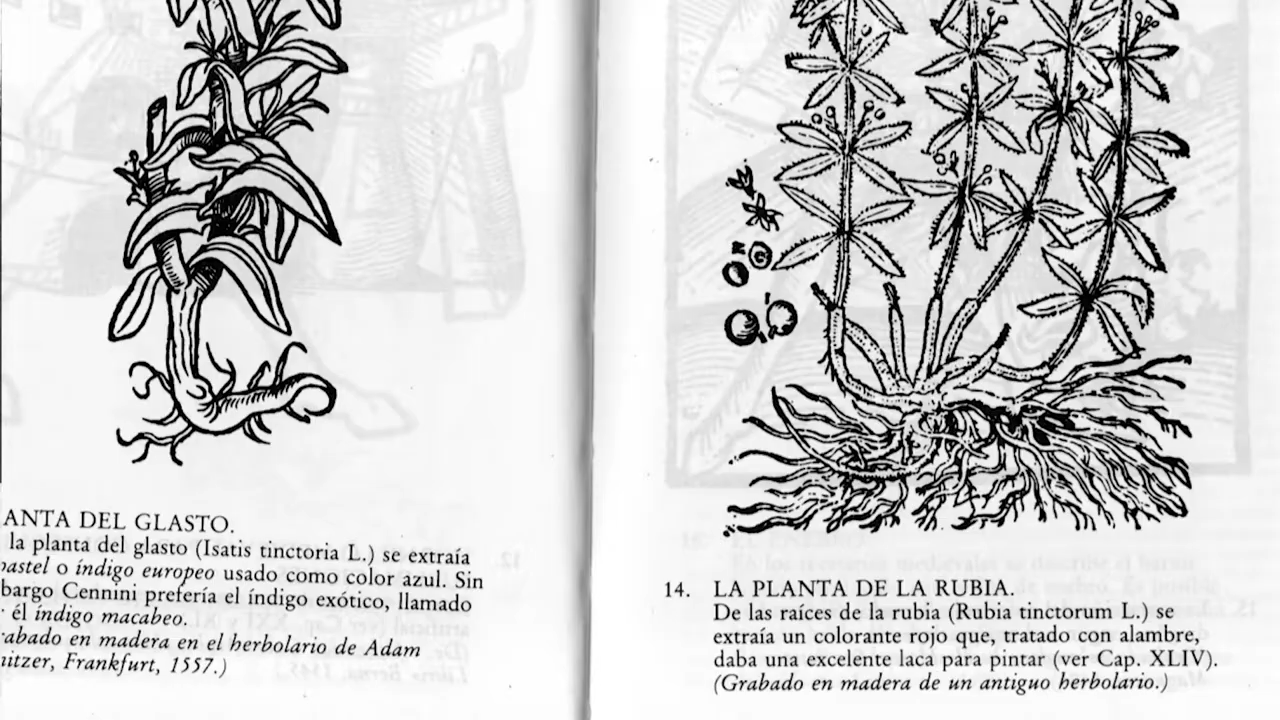 ANTA DEL GLASTO.
la planta del glasto (Isatis tinctoria L.) se extraía
astel o índigo europeo usado como color azul. Sin
bargo Cennini prefería el índigo exótico, llamado
él índigo macabeo.
abado en madera en el herbolario de Adam
itzer, Frankfurt, 1557.)
14. LA PLANTA DE LA RUBIA.
De las raíces de la rubia (Rubia tinctorum L.) se
extraía un colorante rojo que, tratado con alambre,
daba una excelente laca para pintar (ver Cap. XLIV).
(Grabado en madera de un antiguo herbolario.)